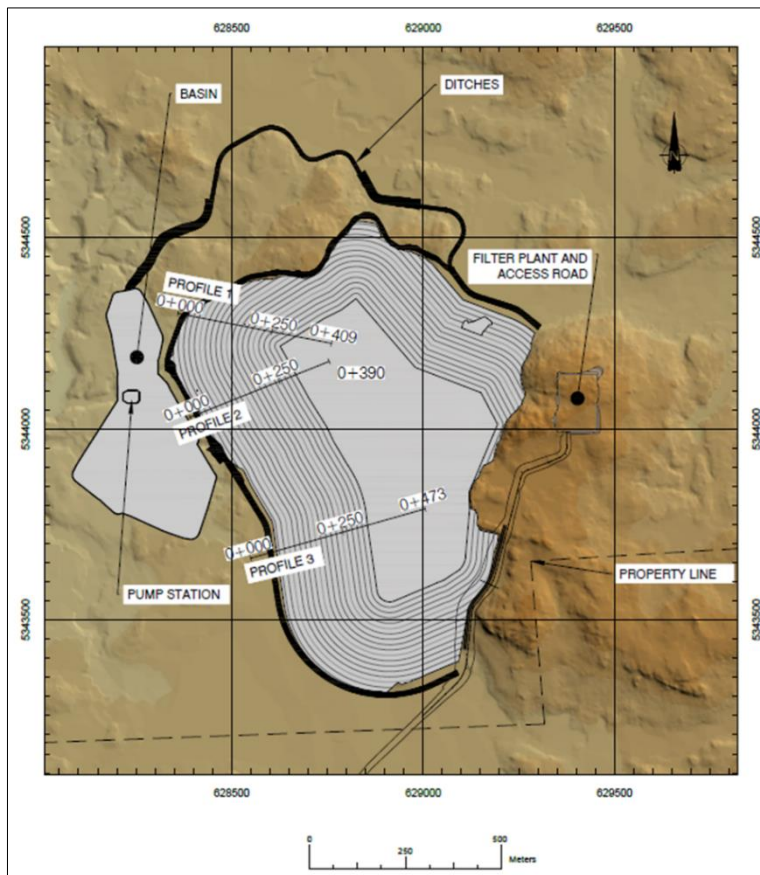 628500
629000
629500
BASIN
DITCHES
5344500
5344500
FILTER PLANT AND
ACCESS ROAD
PROFILE 1
0+000
0+250
0+409
0+250
0+390
0+000
PROFILE 2
5344000
5344000
0+473
0+250
0+000
PROFILE 3
PROPERTY LINE
PUMP STATION
5343500
5343500
628500
629000
629500
0
250
500
Meters